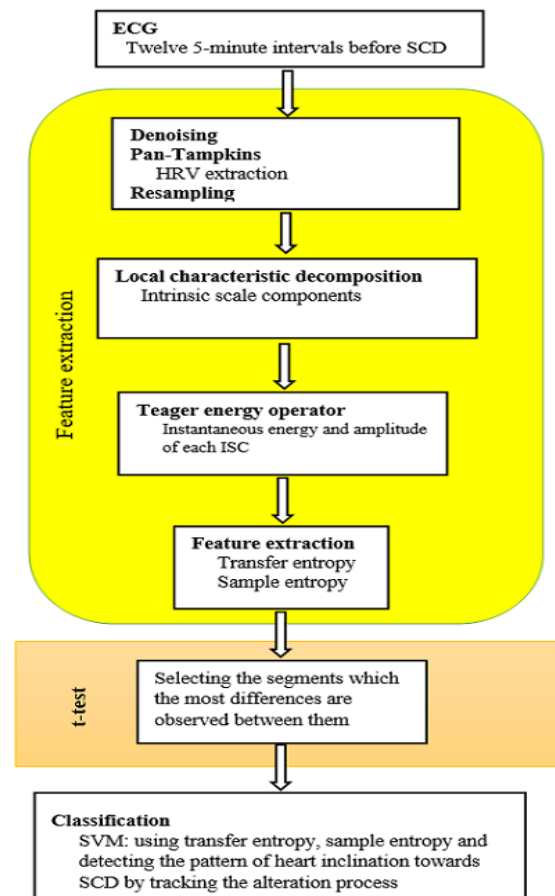 ECG
Twelve 5-minute intervals before SCD
Feature extraction
Denoising
Pan-Tampkins
HRV extraction
Resampling
Local characteristic decomposition
Intrinsic scale components
Teager energy operator
Instantaneous energy and amplitude
of each ISC
Feature extraction
Transfer entropy
Sample entropy
t-test
Selecting the segments which
the most differences are
observed between them
Classification
SVM: using transfer entropy, sample entropy and
detecting the pattern of heart inclination towards
SCD by tracking the alteration process